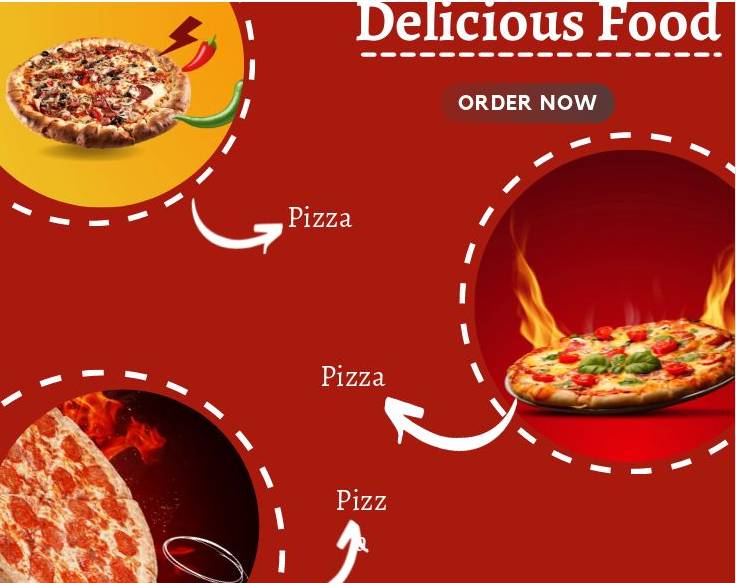 Delicious Food
ORDER NOW
Pizza
Pizza
Pizz
a